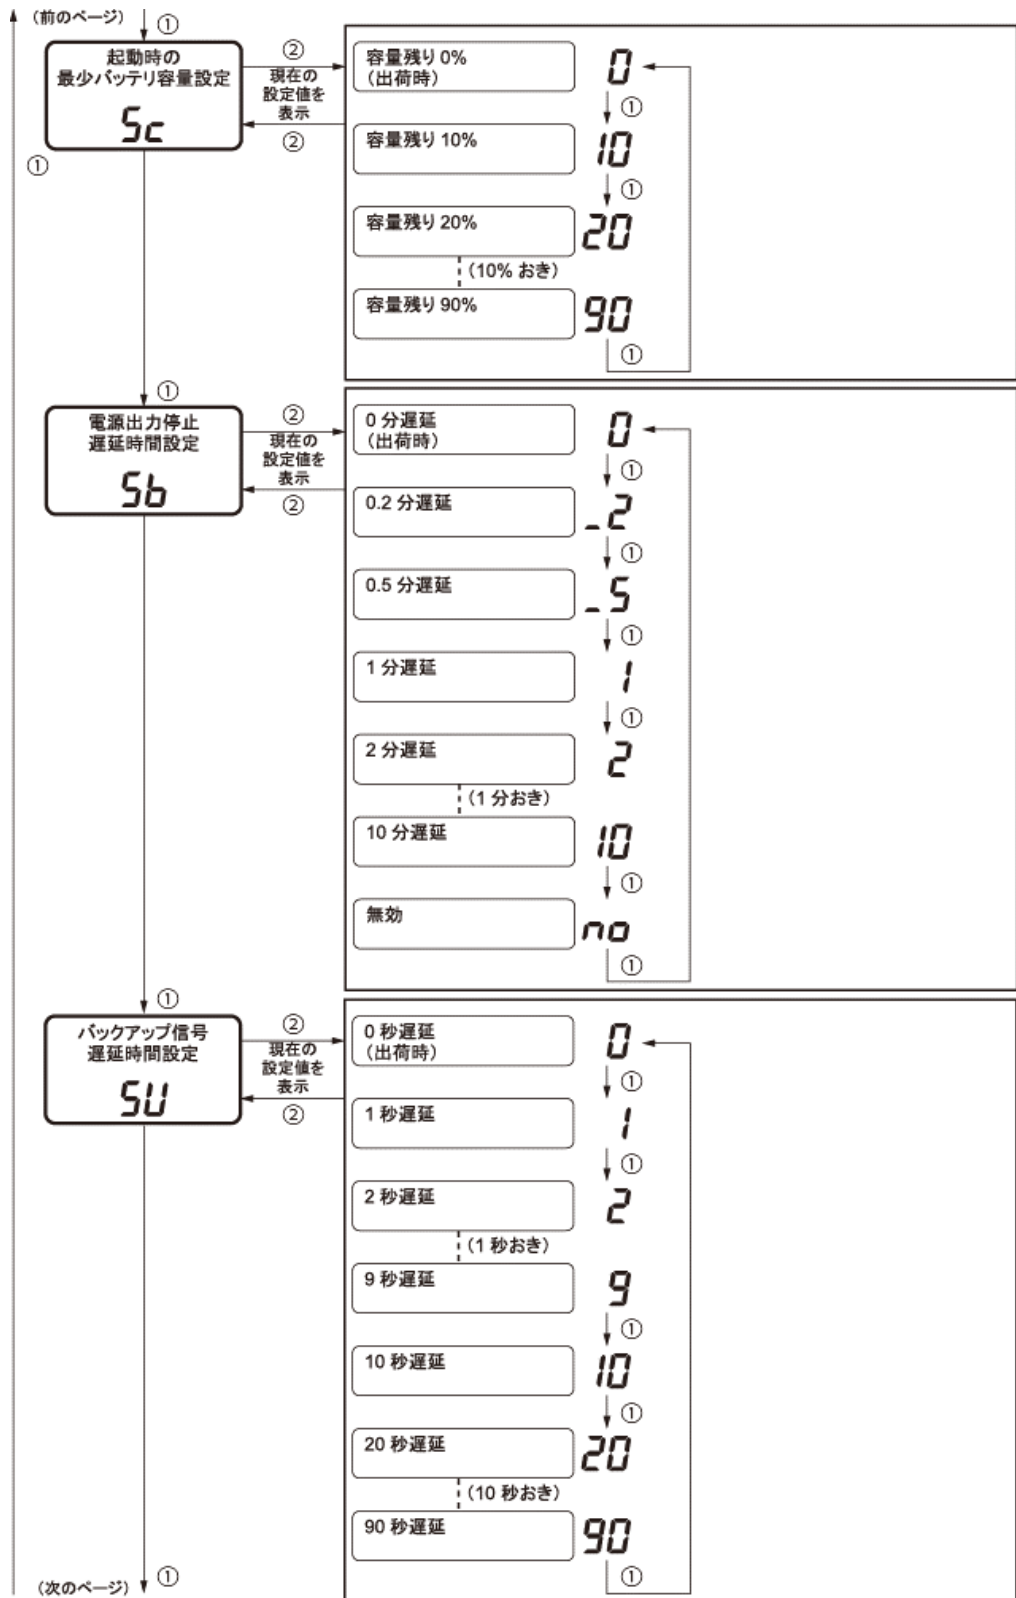 (前のページ)
①
起動時の
最少バッテリ容量設定
Sc
②
現在の
設定値を
表示
②
①
容量残り 0%
(出荷時)
0
①
容量残り 10%
10
①
容量残り 20%
20
(10% おき)
容量残り 90%
90
①
①
電源出力停止
遅延時間設定
Sb
②
現在の
設定値を
表示
②
0 分遅延
(出荷時)
0
①
0.2 分遅延
_2
①
0.5 分遅延
_5
①
1 分遅延
1
①
2 分遅延
2
(1 分おき)
10 分遅延
10
①
無効
no
①
①
バックアップ信号
遅延時間設定
SU
②
現在の
設定値を
表示
②
0 秒遅延
(出荷時)
0
①
1 秒遅延
1
①
2 秒遅延
2
(1 秒おき)
9 秒遅延
9
①
10 秒遅延
10
①
20 秒遅延
20
(10 秒おき)
90 秒遅延
90
①
(次のページ)
①